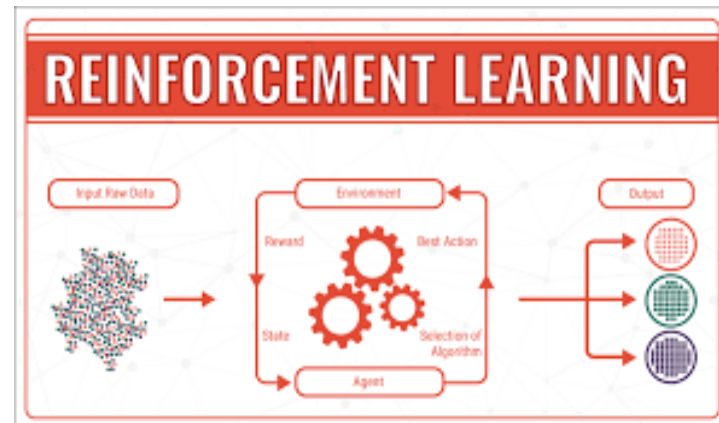 REINFORCEMENT LEARNING
Input Raw Data
Environment
Output
Reward
Best Action
State
Selection of
Algorithm
Agent